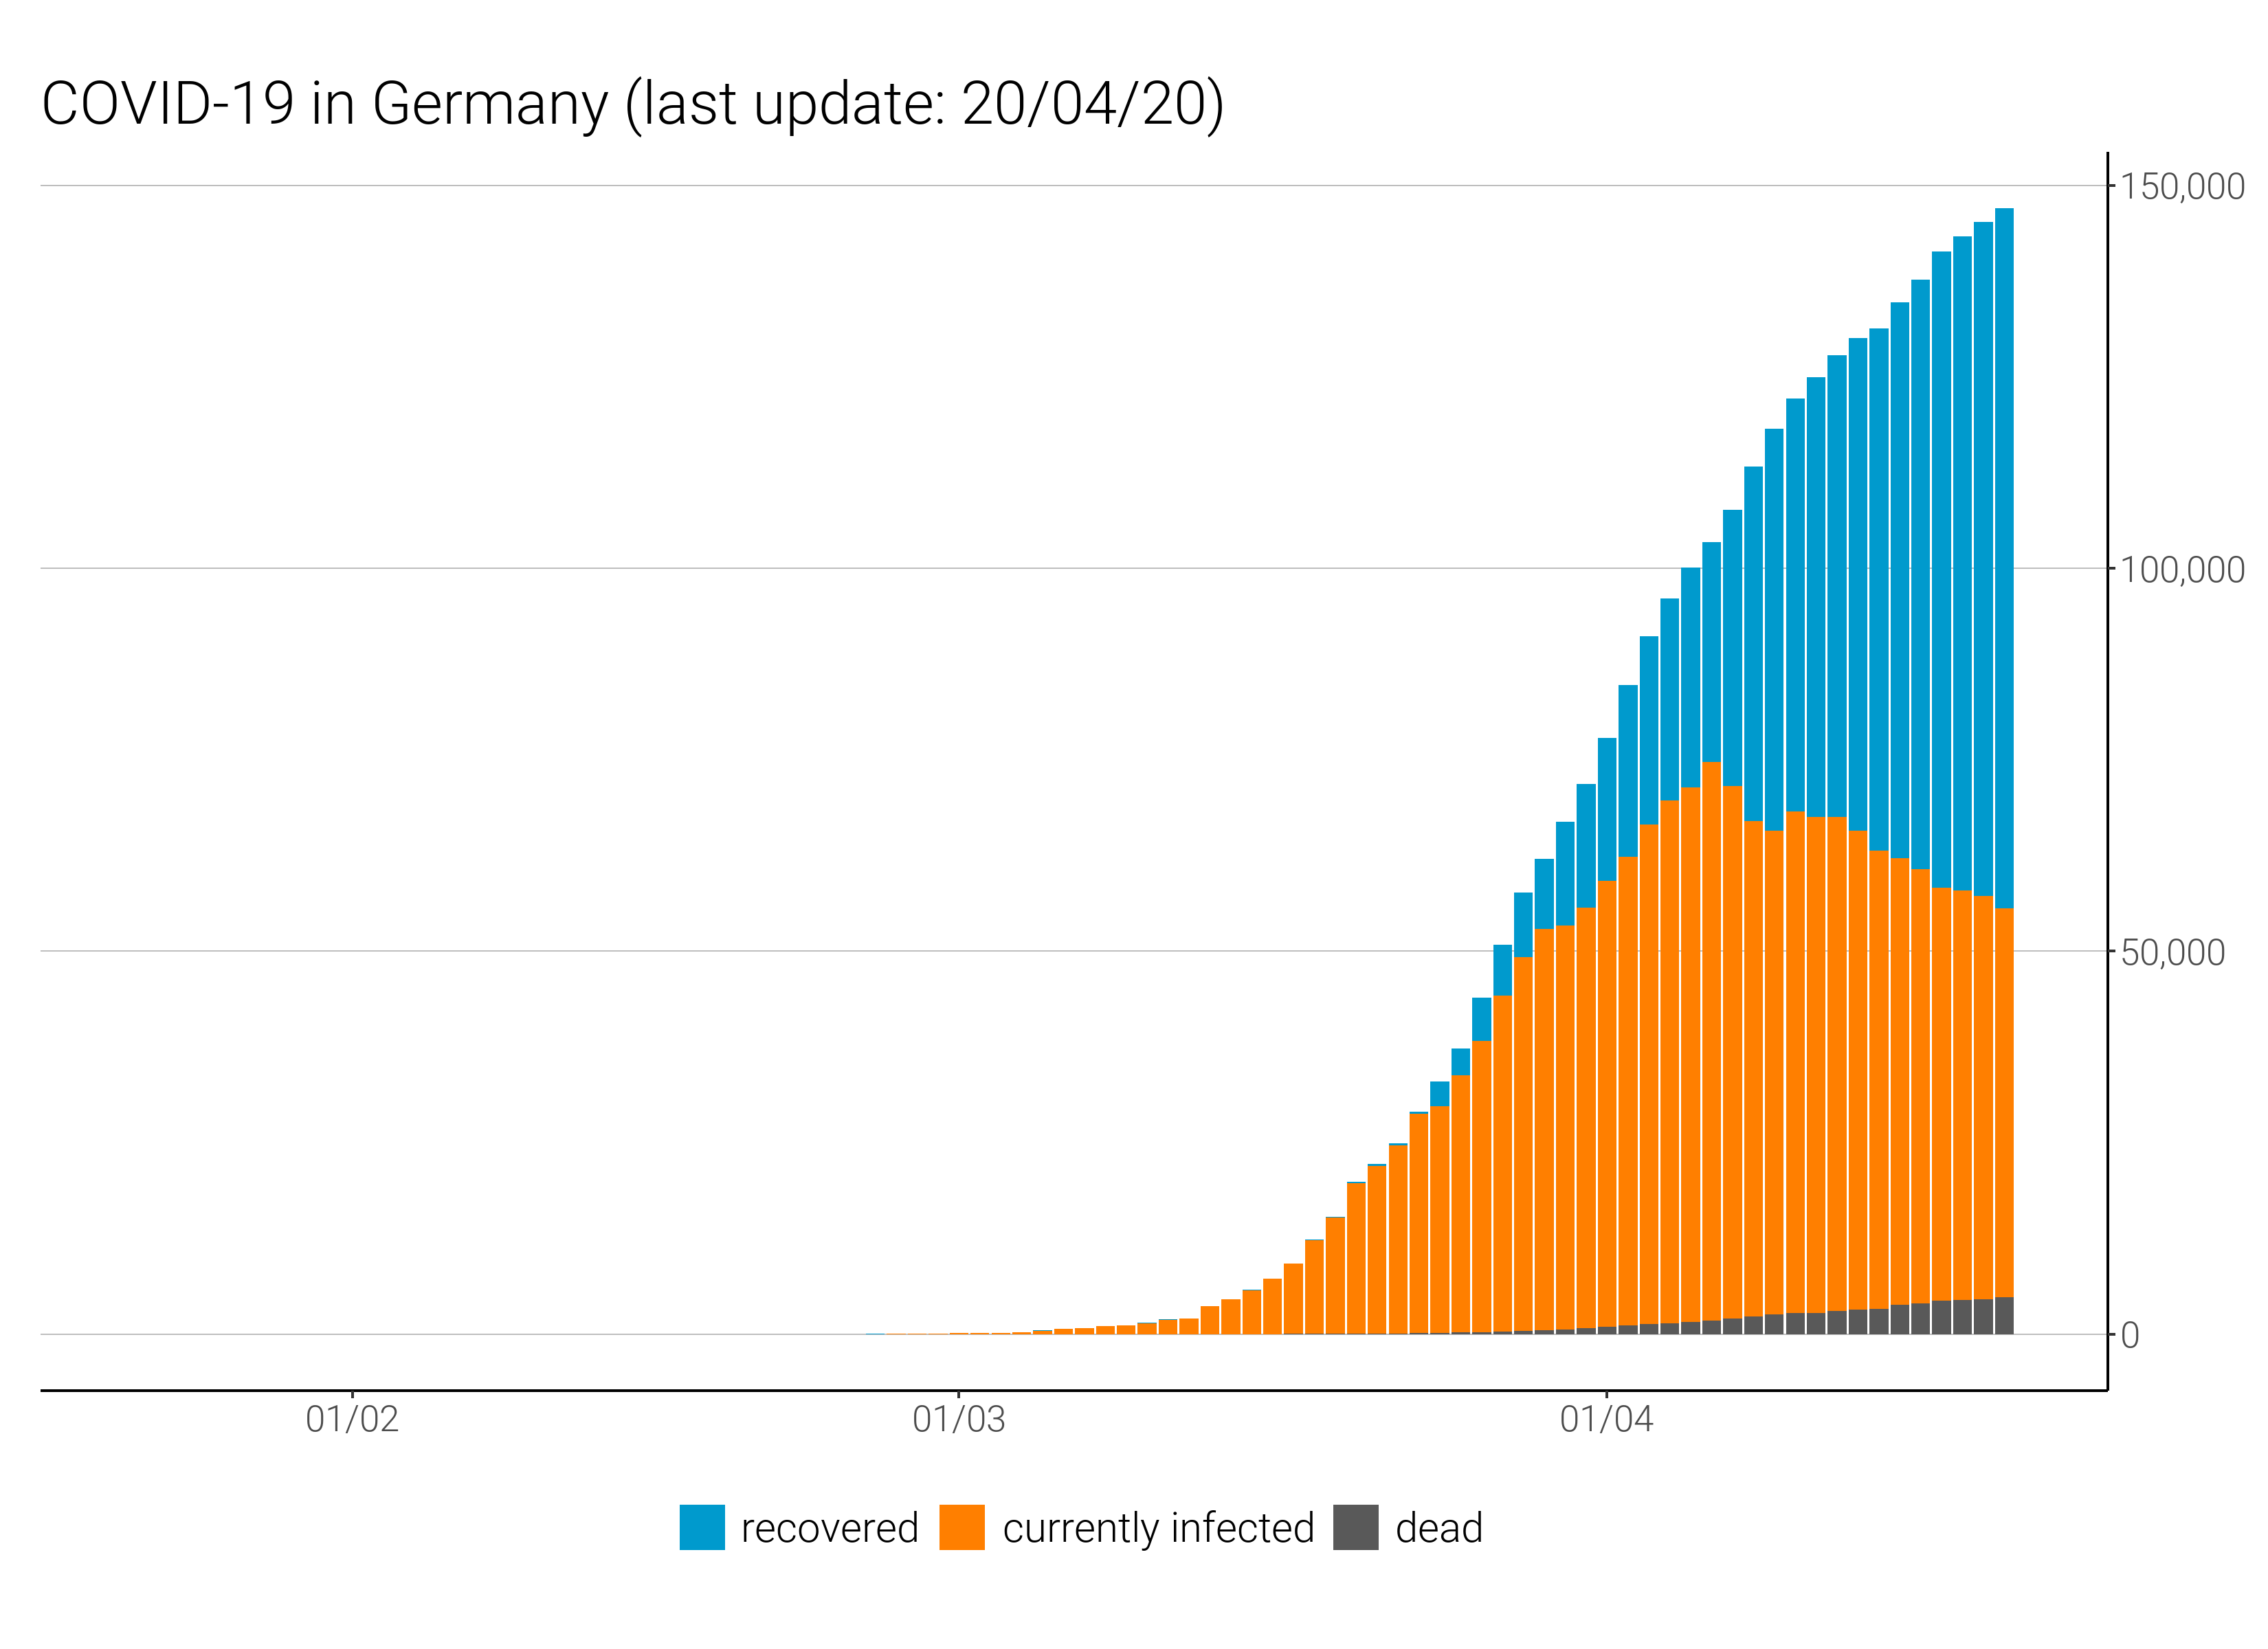 COVID-19 in Germany (last update: 20/04/20)
150,000
100,000
50,000
0
01/02 01/03 01/04
recovered currently infected dead